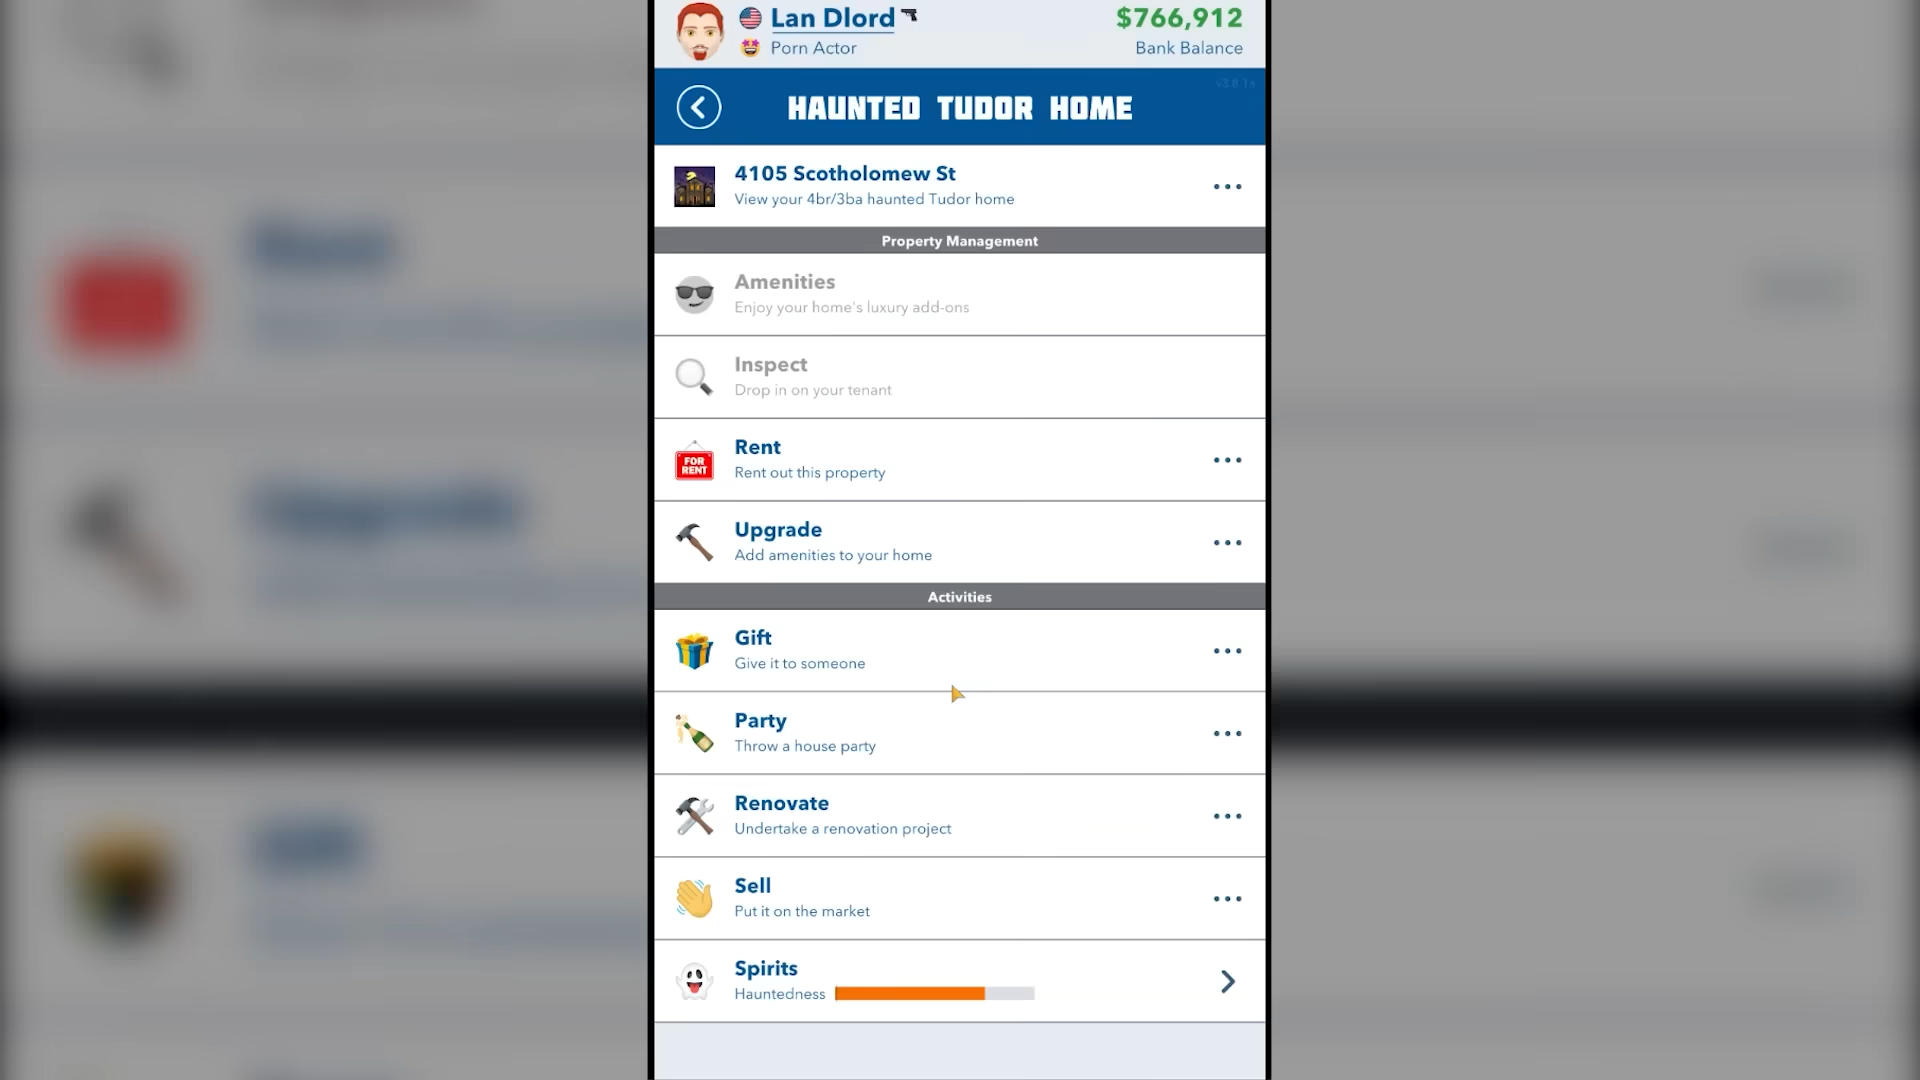 Lan Dlord
$766,912
Porn Actor
Bank Balance
v3.8.1s
HAUNTED TUDOR HOME
4105 Scotholomew St
View your 4br/3ba haunted Tudor home
Property Management
Amenities
Enjoy your home's luxury add-ons
Inspect
Drop in on your tenant
FOR
RENT
Rent
Rent out this property
Upgrade
Add amenities to your home
Activities
Gift
Give it to someone
Party
Throw a house party
Renovate
Undertake a renovation project
Sell
Put it on the market
Spirits
Hauntedness